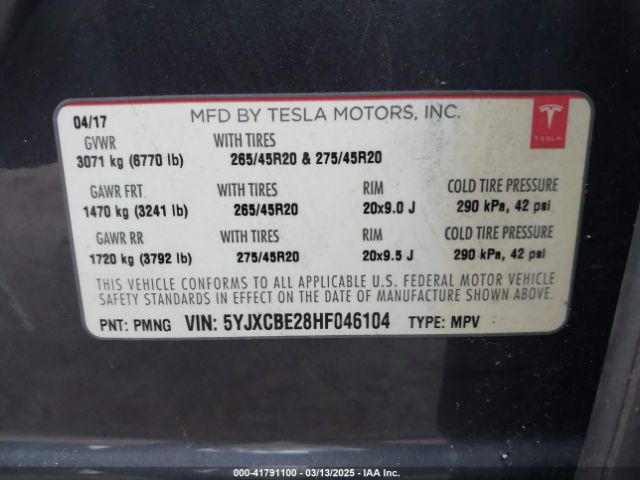 MFD BY TESLA MOTORS, INC.
TESLA
04/17
GVWR WITH TIRES
3071 kg (6770 lb) 265/45R20 & 275/45R20
GAWR FRT WITH TIRES RIM COLD TIRE PRESSURE
1470 kg (3241 lb) 265/45R20 20x9.0 J 290 kPa, 42 psi
GAWR RR WITH TIRES RIM COLD TIRE PRESSURE
1720 kg (3792 lb) 275/45R20 20x9.5 J 290 kPa, 42 psi
THIS VEHICLE CONFORMS TO ALL APPLICABLE U.S. FEDERAL MOTOR VEHICLE
SAFETY STANDARDS IN EFFECT ON THE DATE OF MANUFACTURE SHOWN ABOVE.
PNT: PMNG VIN: 5YJXCBE28HF046104 TYPE: MPV
000-41791100 - 03/13/2025 - IAAI.COM